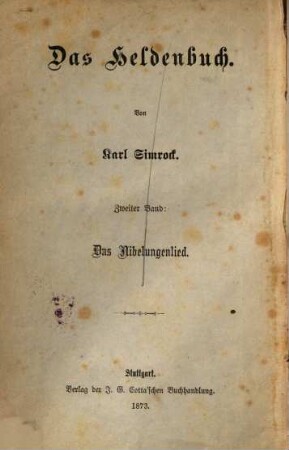 Das Heldenbuch.
Von
Karl Simrock.
Zweiter Band:
Das Nibelungenlied.
Stuttgart.
Verlag der J. G. Cotta'schen Buchhandlung.
1873.